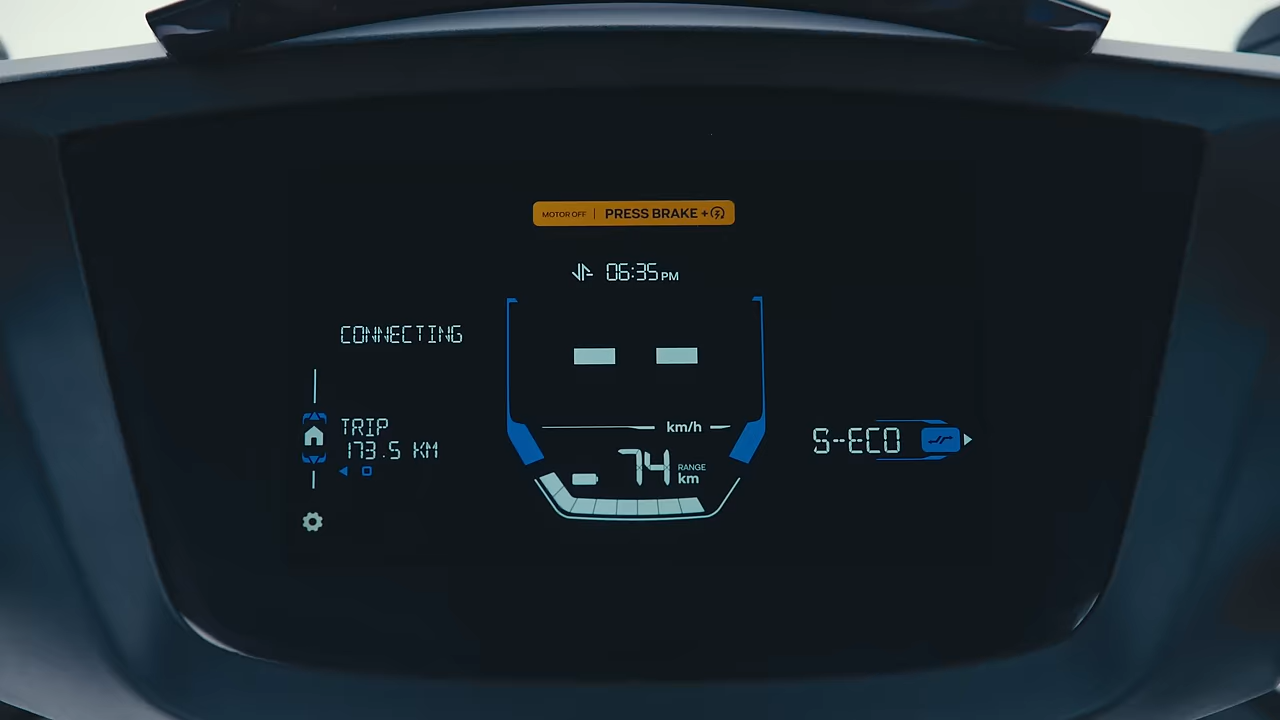 MOTOR OFF | PRESS BRAKE +
06:35 PM
CONNECTING
km/h
TRIP
173.5 KM
74 RANGE km
S-ECO